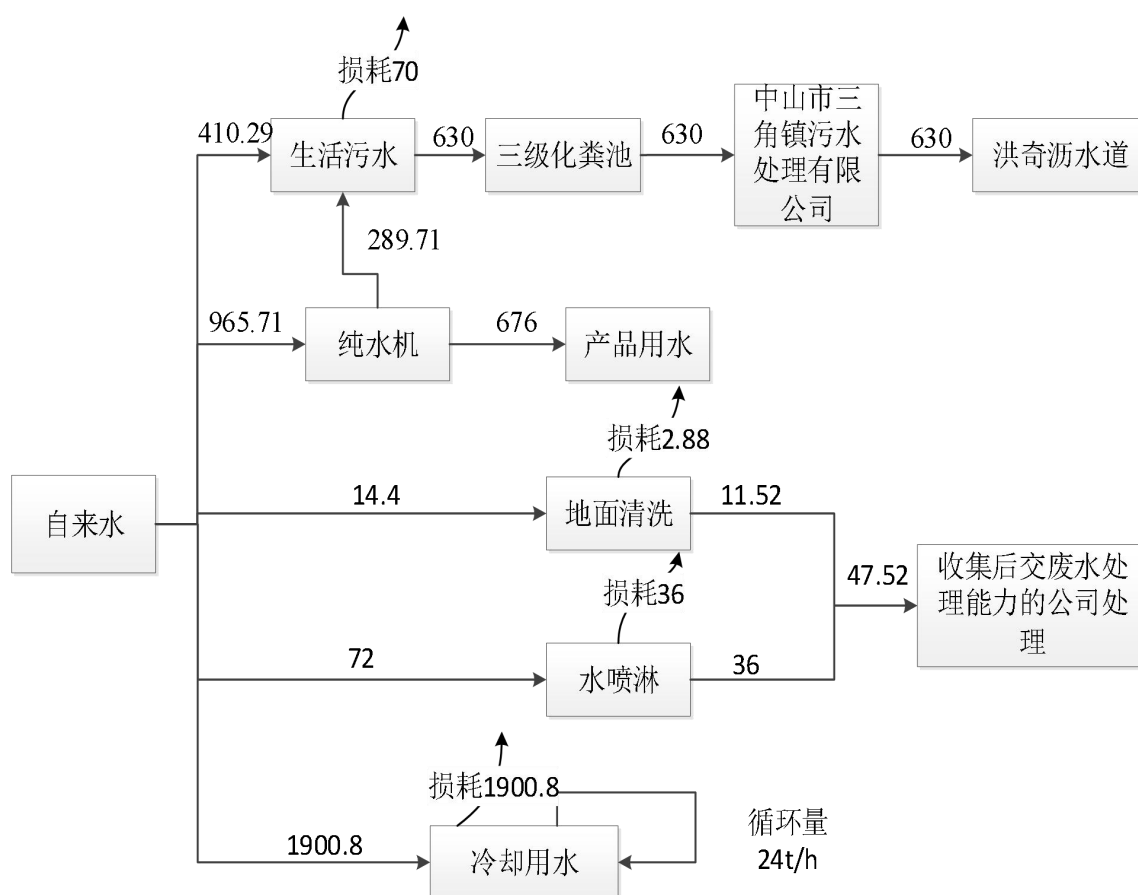 损耗70
410.29
生活污水
630
三级化粪池
630
中山市三
角镇污水
处理有限
公司
630
洪奇沥水道
289.71
965.71
纯水机
676
产品用水
损耗2.88
自来水
14.4
地面清洗
11.52
损耗36
47.52
收集后交废水处
理能力的公司处
理
72
水喷淋
36
损耗1900.8
1900.8
冷却用水
循环量
24t/h